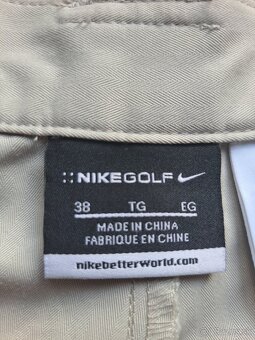 ::NIKEGOLF
38 TG EG
MADE IN CHINA
FABRIQUE EN CHINE
nikebetterworld.com